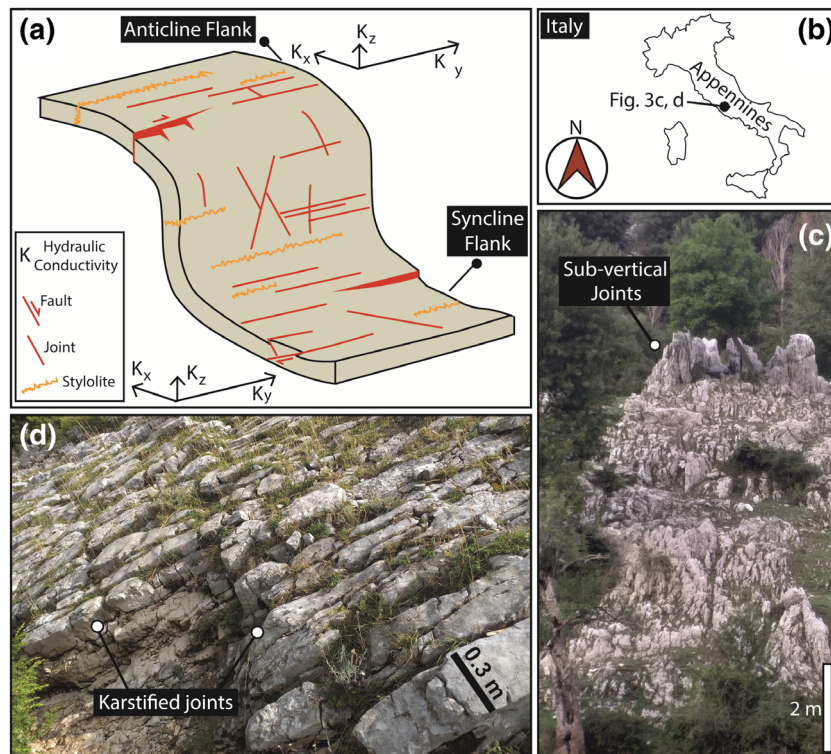 (a)
Anticline Flank
Kx
Kz
K y
Syncline
Flank
K Hydraulic
Conductivity
Fault
Joint
Stylolite
Kx
Kz
Ky
Italy
(b)
Appennines
Fig. 3c, d
N
(c)
Sub-vertical
Joints
2 m
(d)
Karstified joints
0.3 m